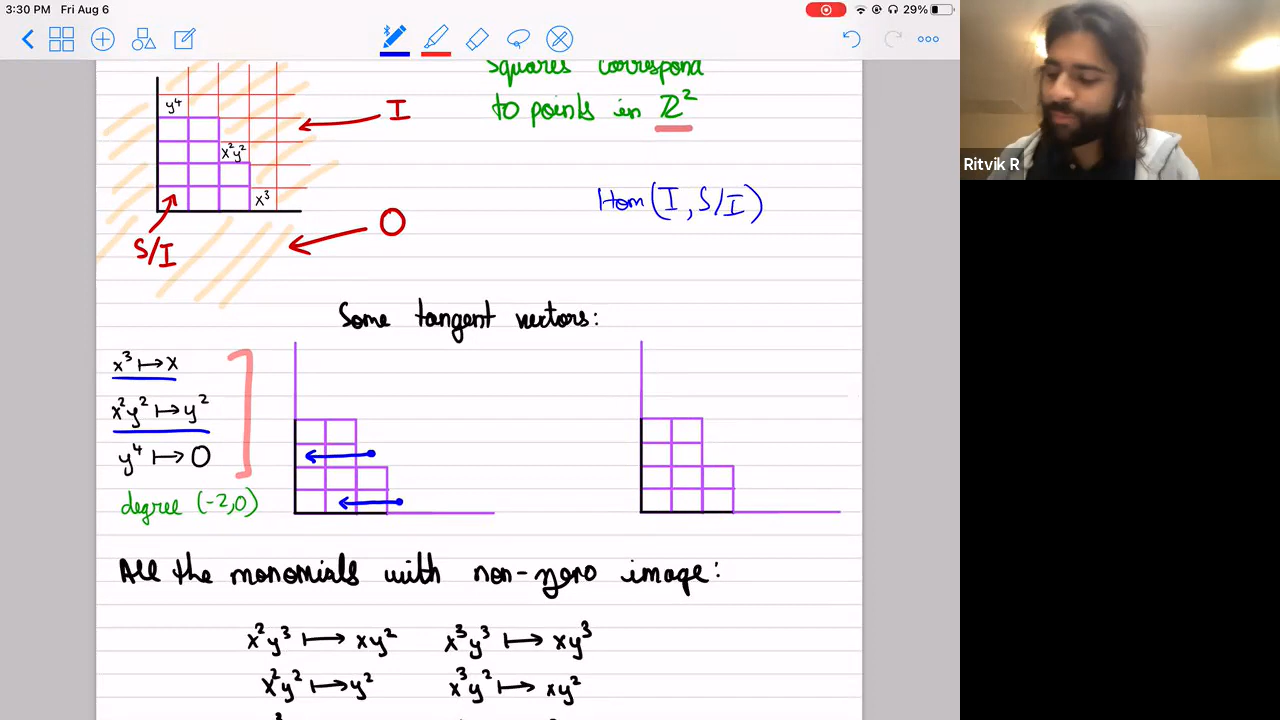 3:30 PM Fri Aug 6
29%
squares correspond
to points in ℤ²
y⁴
I
x²y²
x³
O
S/I
Hom(I, S/I)
Some tangent vectors:
x³ ↦ x
x²y² ↦ y²
y⁴ ↦ O
degree (-2,0)
All the monomials with non-zero image:
x²y³ ⟼ xy² x³y³ ⟼ xy³
x²y² ⟼ y² x³y² ⟼ xy²
Ritvik R